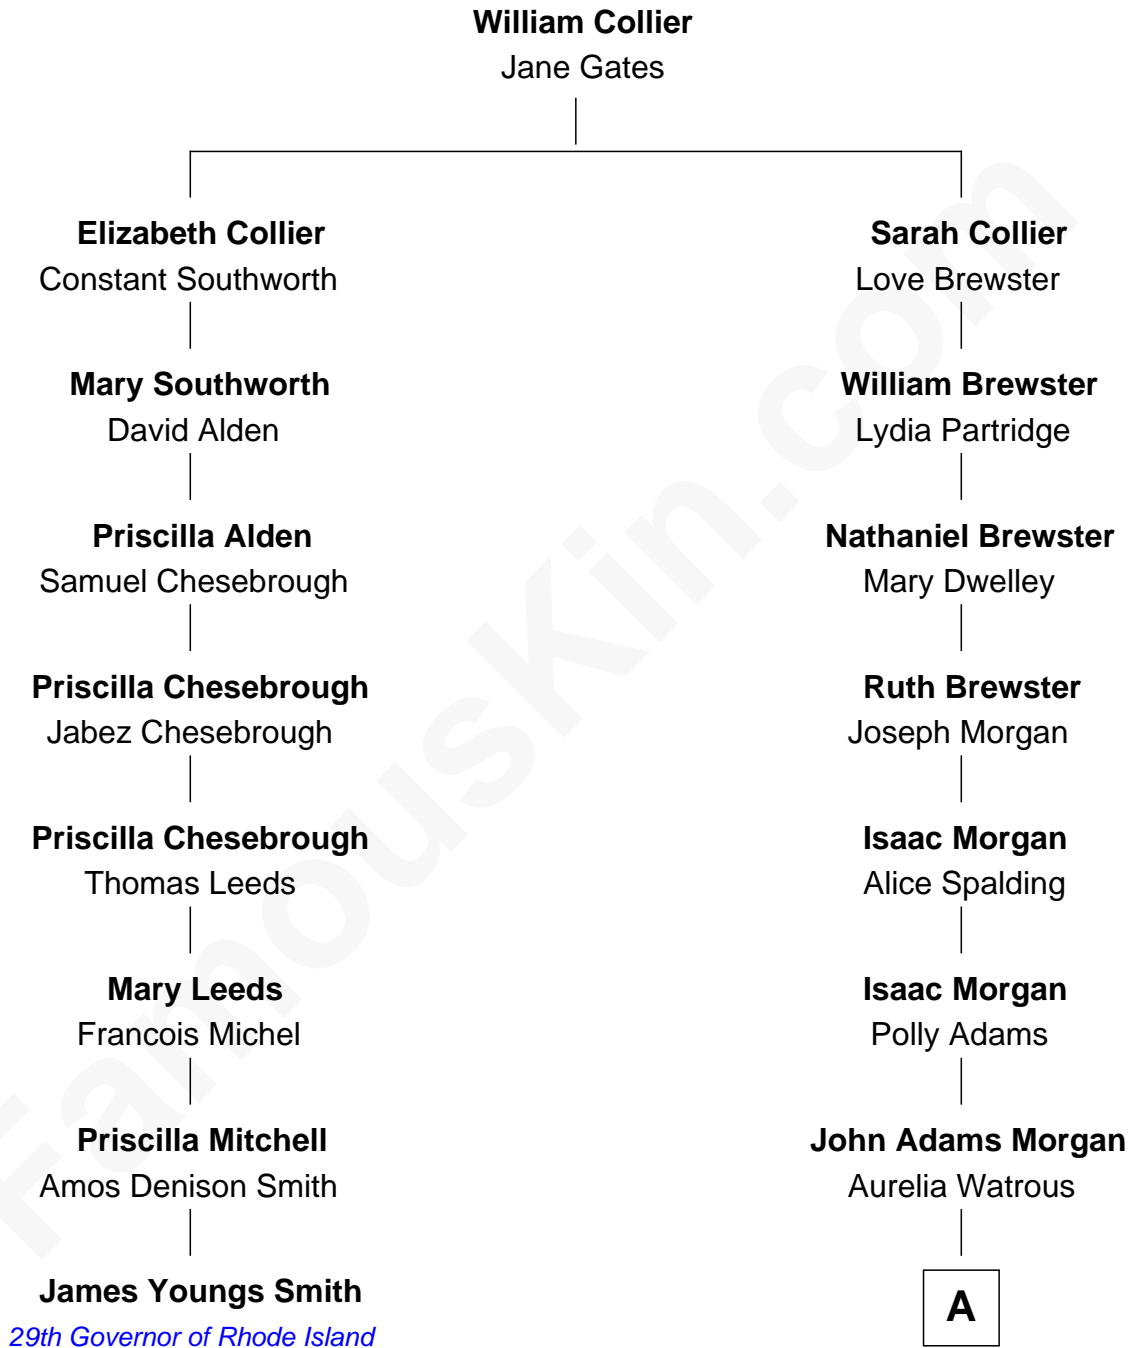 William Collier
Jane Gates
Elizabeth Collier
Constant Southworth
Sarah Collier
Love Brewster
Mary Southworth
David Alden
William Brewster
Lydia Partridge
Priscilla Alden
Samuel Chesebrough
Nathaniel Brewster
Mary Dwelley
Priscilla Chesebrough
Jabez Chesebrough
Ruth Brewster
Joseph Morgan
Priscilla Chesebrough
Thomas Leeds
Isaac Morgan
Alice Spalding
Mary Leeds
Francois Michel
Isaac Morgan
Polly Adams
Priscilla Mitchell
Amos Denison Smith
John Adams Morgan
Aurelia Watrous
James Youngs Smith
29th Governor of Rhode Island
A
FamousKin.com